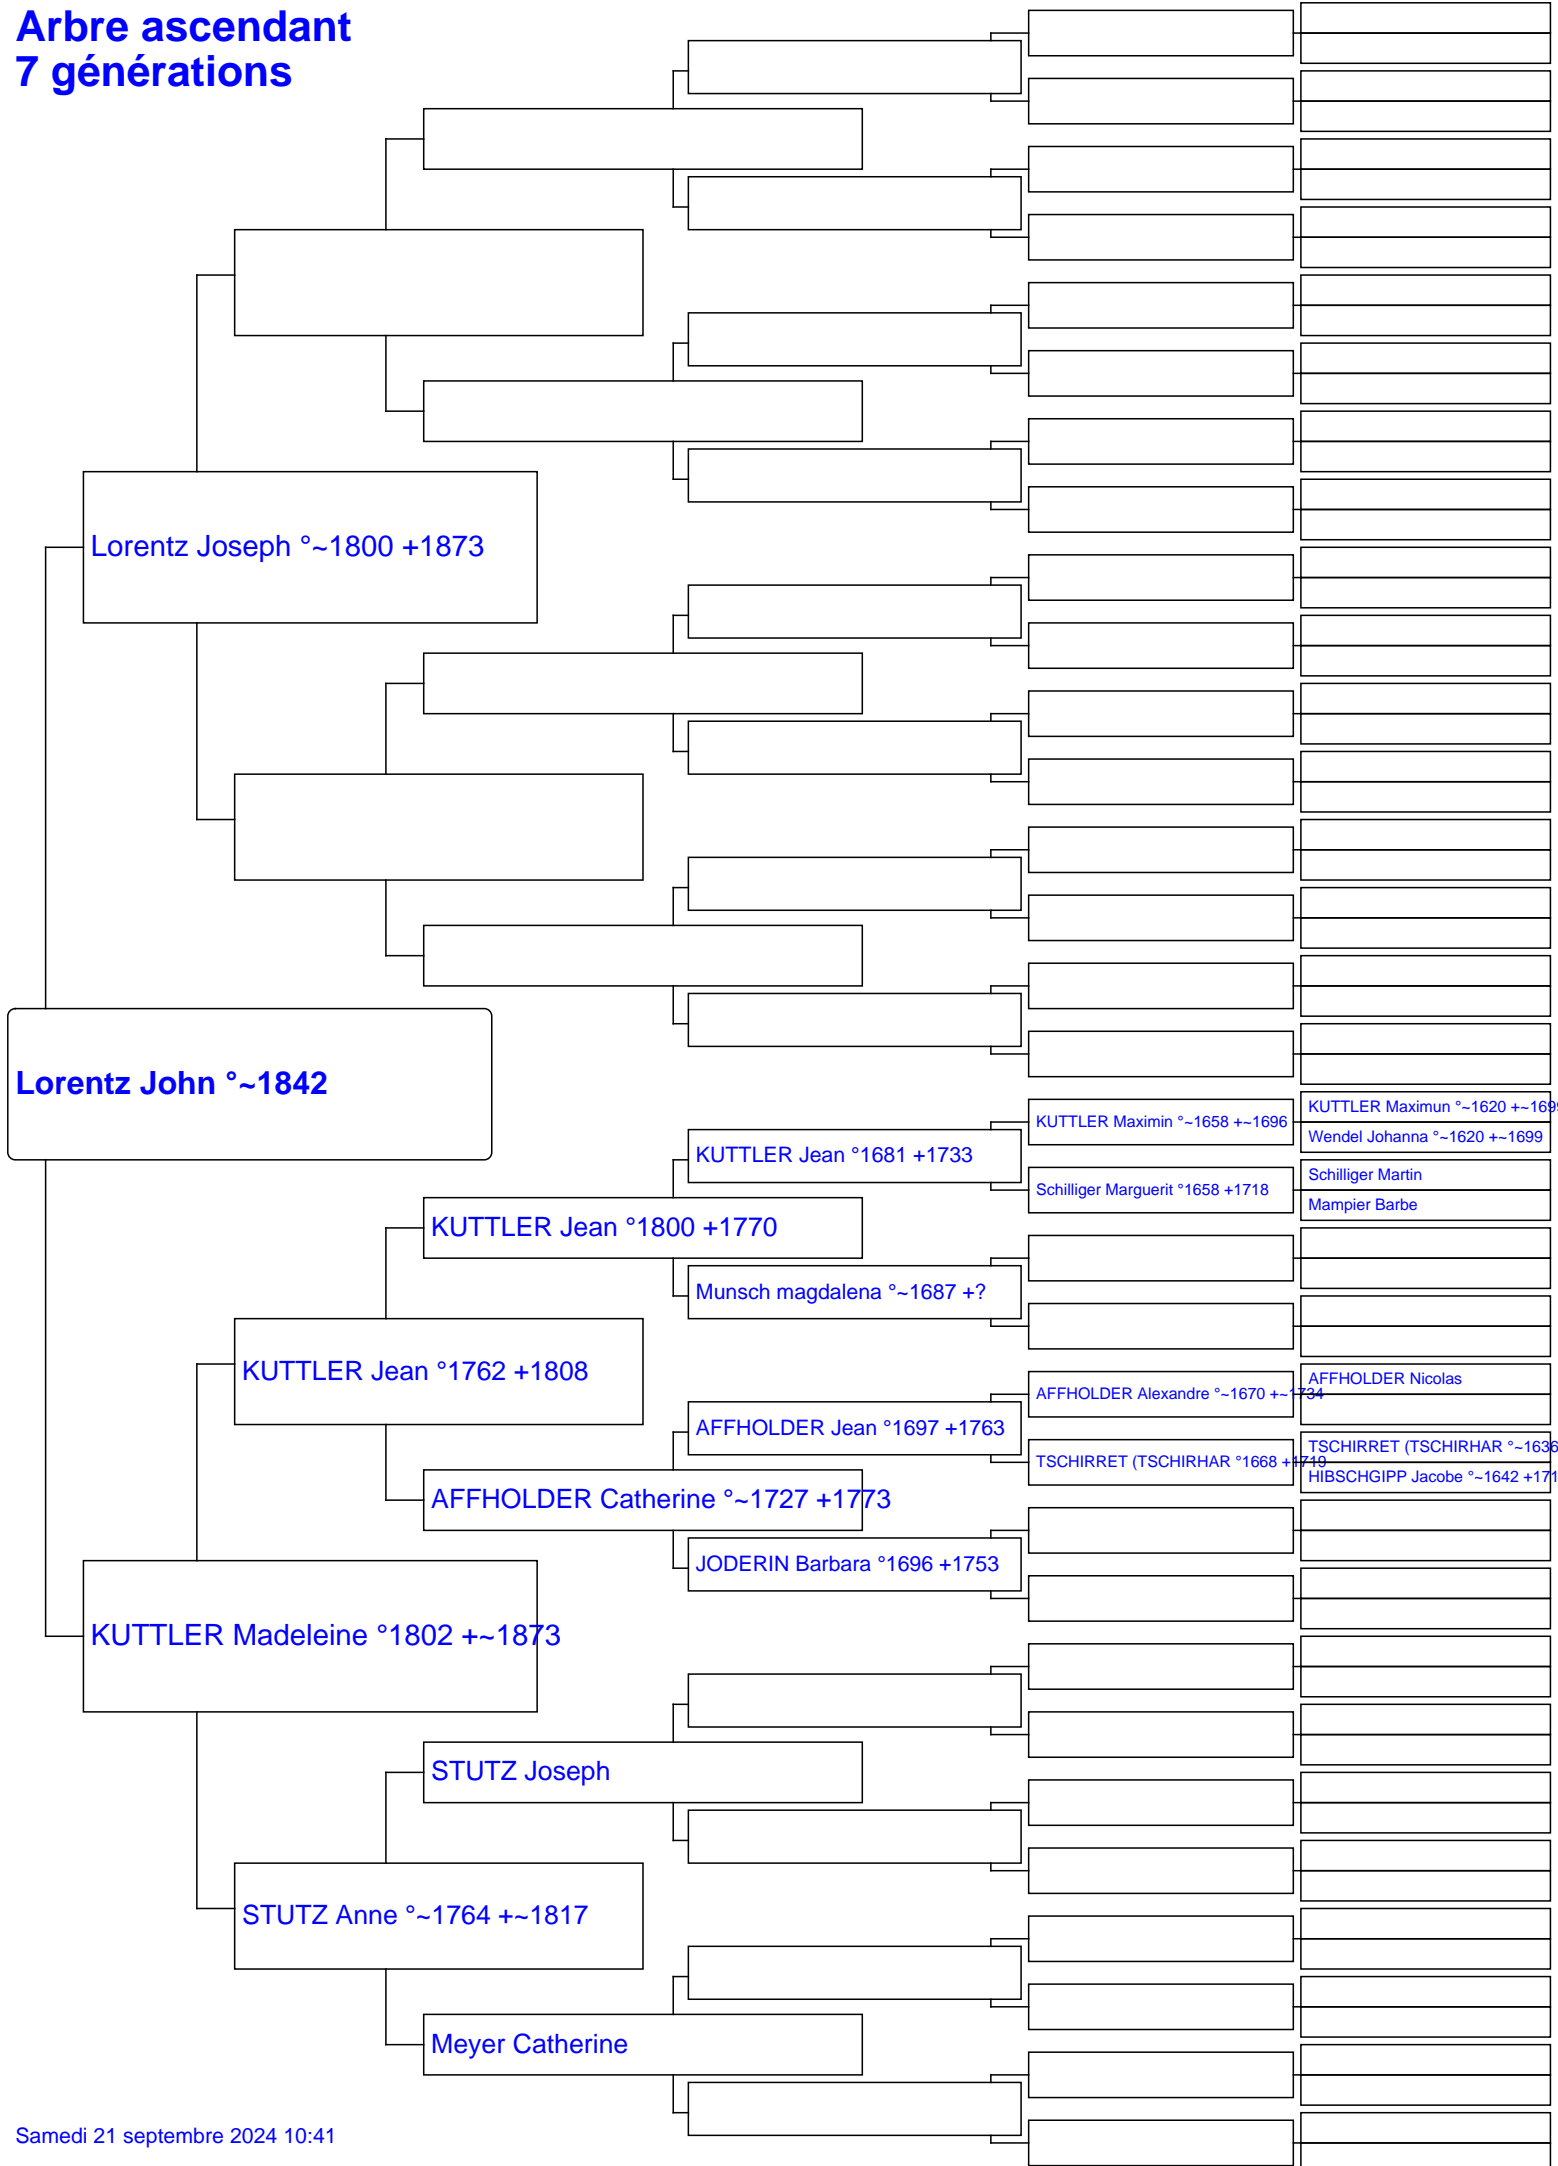 Arbre ascendant
7 générations
Lorentz Joseph °~1800 +1873
Lorentz John °~1842
KUTTLER Maximin °~1658 +~1696
KUTTLER Maximun °~1620 +~169
Wendel Johanna °~1620 +~1699
KUTTLER Jean °1681 +1733
Schilliger Marguerit °1658 +1718
Schilliger Martin
Mampier Barbe
KUTTLER Jean °1800 +1770
Munsch magdalena °~1687 +?
KUTTLER Jean °1762 +1808
AFFHOLDER Alexandre °~1670 +~1734
AFFHOLDER Nicolas
AFFHOLDER Jean °1697 +1763
TSCHIRRET (TSCHIRHAR °1668 +1719
TSCHIRRET (TSCHIRHAR °~1636
HIBSCHGIPP Jacobe °~1642 +171
AFFHOLDER Catherine °~1727 +1773
JODERIN Barbara °1696 +1753
KUTTLER Madeleine °1802 +~1873
STUTZ Joseph
STUTZ Anne °~1764 +~1817
Meyer Catherine
Samedi 21 septembre 2024 10:41